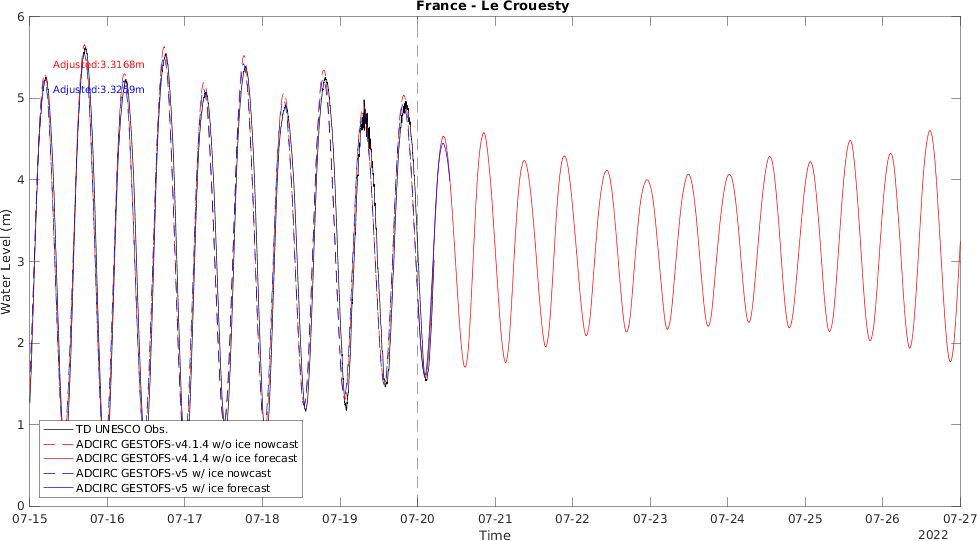 France - Le Crouesty
Water Level (m)
6
5
4
3
2
1
0
Adjusted:3.3168m
Adjusted:3.3289m
TD UNESCO Obs.
ADCIRC GESTOFS-v4.1.4 w/o ice nowcast
ADCIRC GESTOFS-v4.1.4 w/o ice forecast
ADCIRC GESTOFS-v5 w/ ice nowcast
ADCIRC GESTOFS-v5 w/ ice forecast
07-15 07-16 07-17 07-18 07-19 07-20 07-21 07-22 07-23 07-24 07-25 07-26 07-27
Time
2022